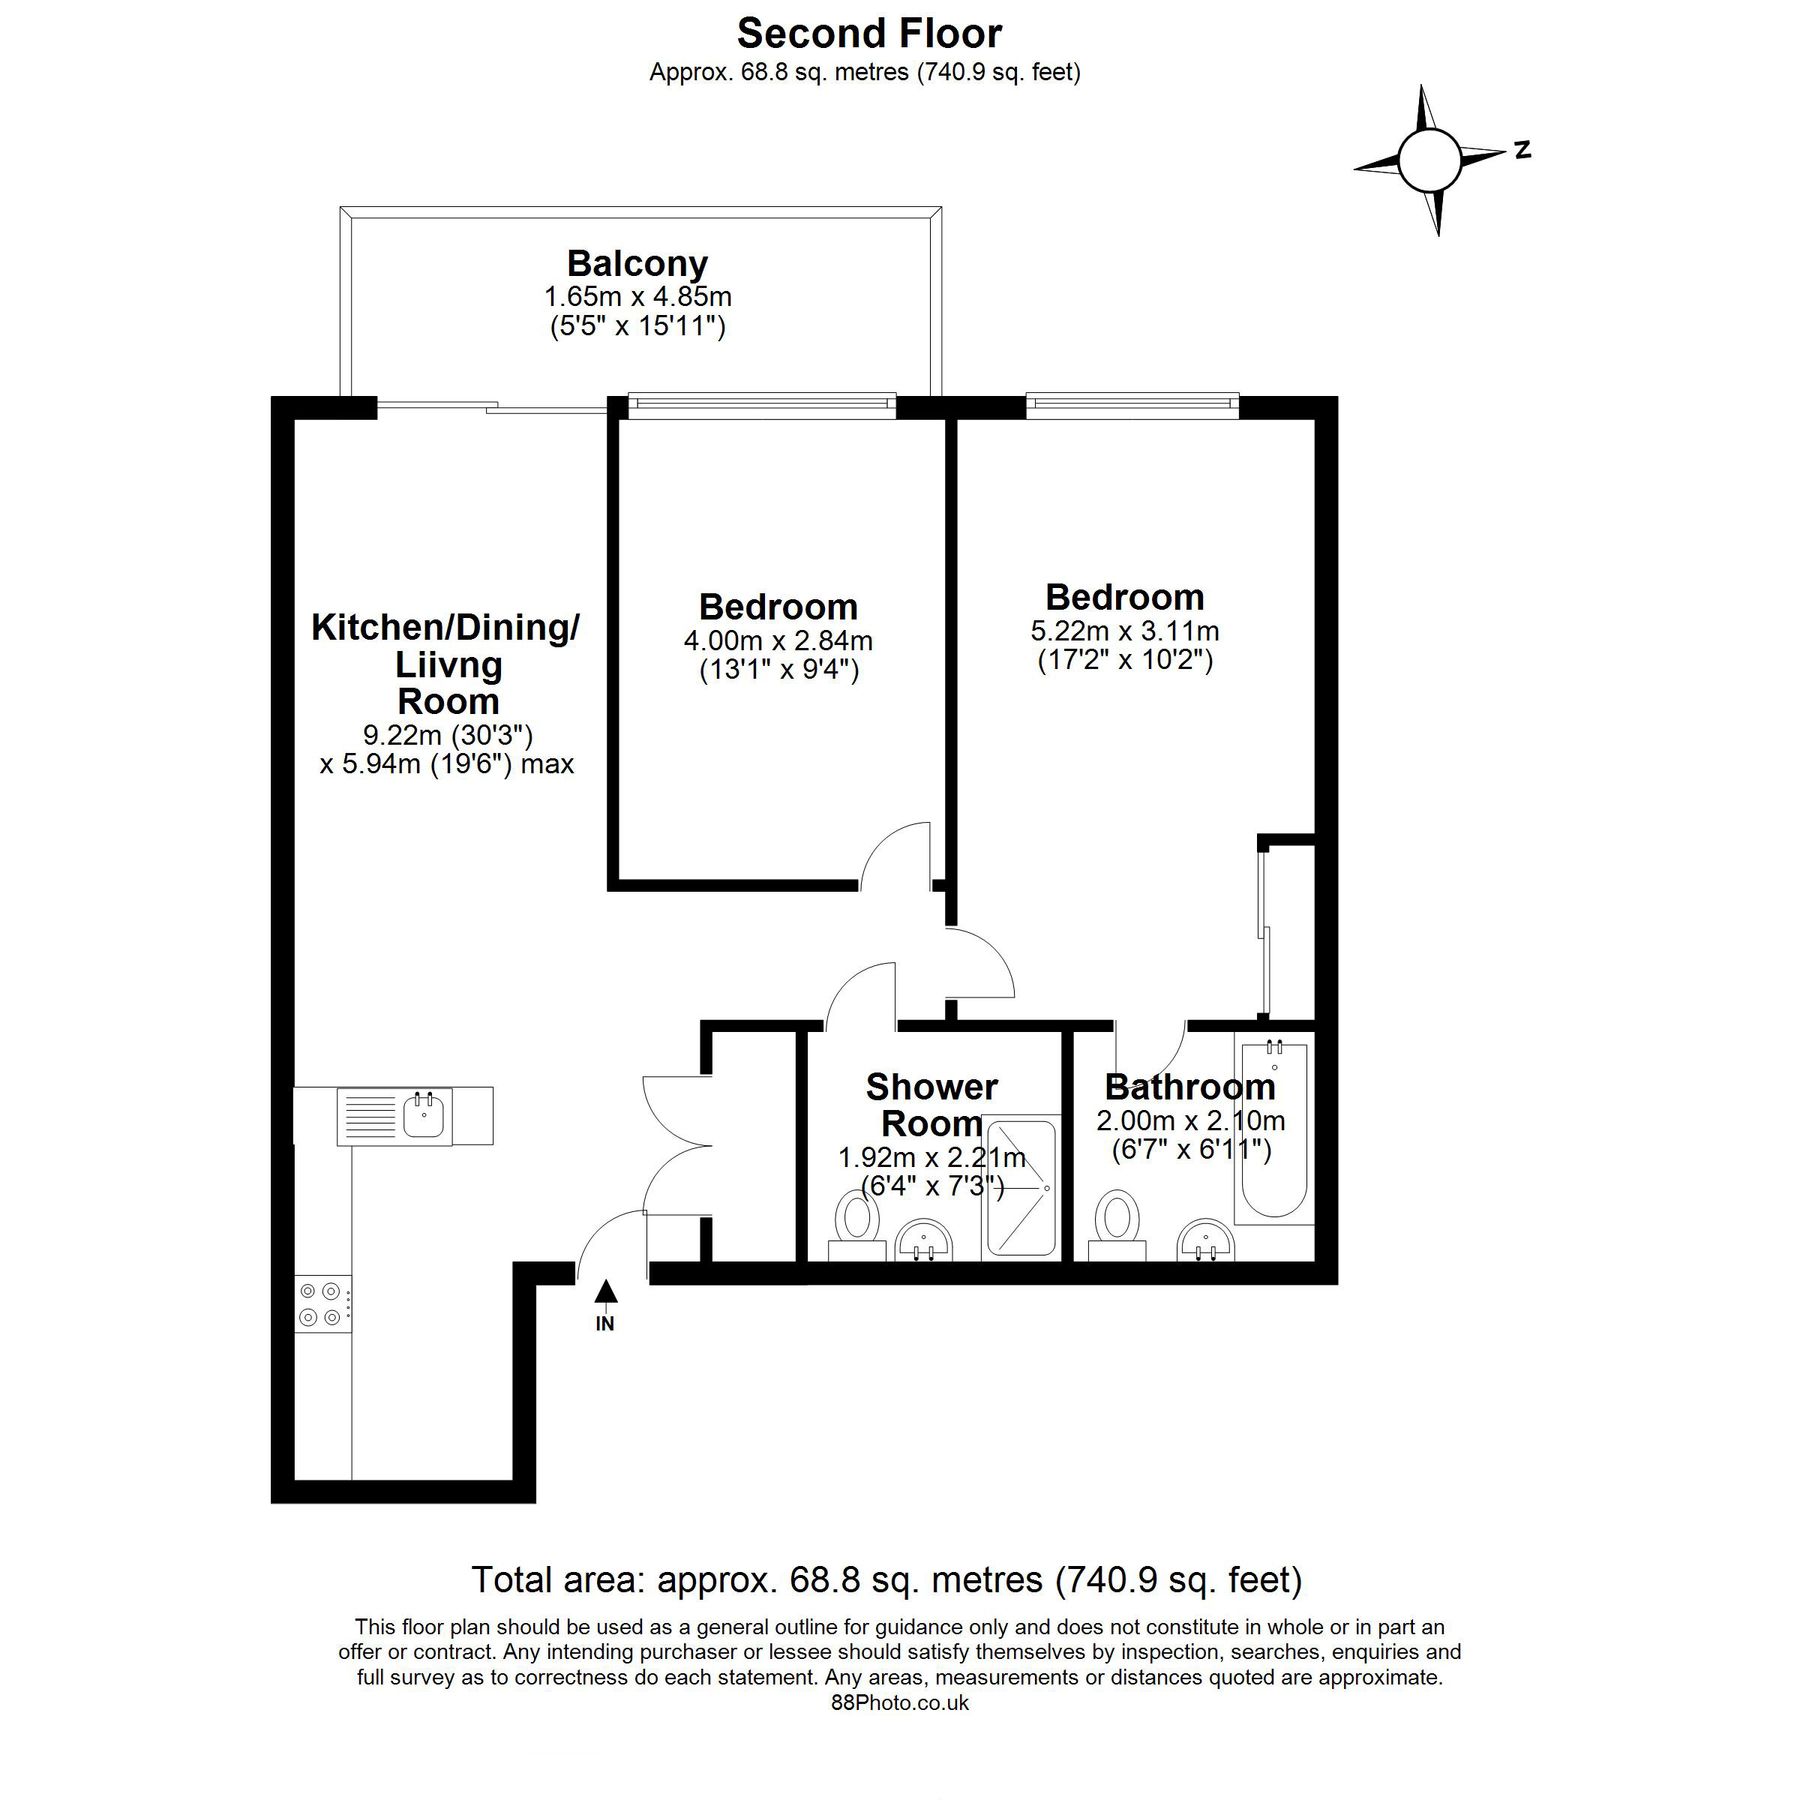 Second Floor
Approx. 68.8 sq. metres (740.9 sq. feet)
N
Balcony
1.65m x 4.85m
(5'5" x 15'11")
Kitchen/Dining/
Liivng
Room
9.22m (30'3")
x 5.94m (19'6") max
Bedroom
4.00m x 2.84m
(13'1" x 9'4")
Bedroom
5.22m x 3.11m
(17'2" x 10'2")
Shower
Room
1.92m x 2.21m
(6'4" x 7'3")
Bathroom
2.00m x 2.10m
(6'7" x 6'11")
IN
Total area: approx. 68.8 sq. metres (740.9 sq. feet)
This floor plan should be used as a general outline for guidance only and does not constitute in whole or in part an
offer or contract. Any intending purchaser or lessee should satisfy themselves by inspection, searches, enquiries and
full survey as to correctness do each statement. Any areas, measurements or distances quoted are approximate.
88Photo.co.uk